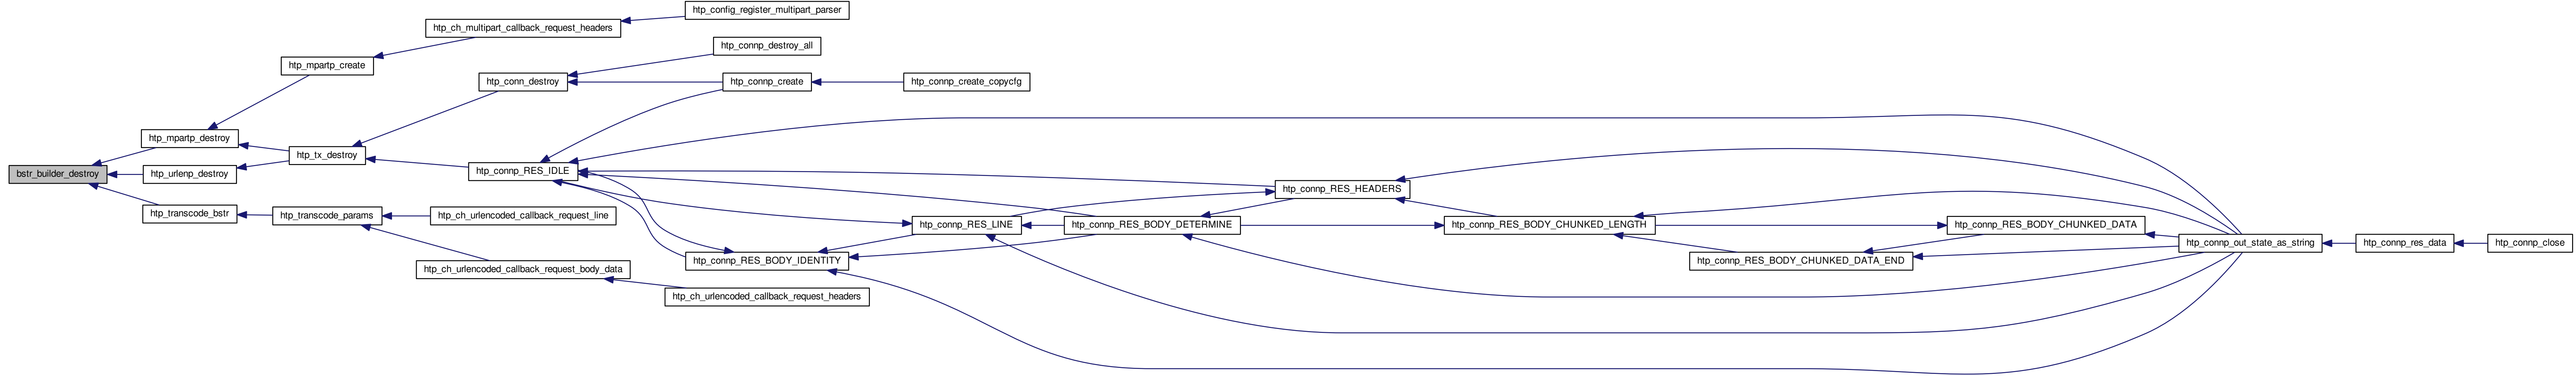 htp_config_register_multipart_parser
htp_ch_multipart_callback_request_headers
htp_connp_destroy_all
htp_mpartp_create
htp_conn_destroy
htp_connp_create
htp_connp_create_copycfg
htp_mpartp_destroy
htp_tx_destroy
bstr_builder_destroy
htp_urlenp_destroy
htp_connp_RES_IDLE
htp_connp_RES_HEADERS
htp_transcode_bstr
htp_transcode_params
htp_ch_urlencoded_callback_request_line
htp_connp_RES_LINE
htp_connp_RES_BODY_DETERMINE
htp_connp_RES_BODY_CHUNKED_LENGTH
htp_connp_RES_BODY_CHUNKED_DATA
htp_connp_out_state_as_string
htp_connp_res_data
htp_connp_close
htp_connp_RES_BODY_IDENTITY
htp_connp_RES_BODY_CHUNKED_DATA_END
htp_ch_urlencoded_callback_request_body_data
htp_ch_urlencoded_callback_request_headers